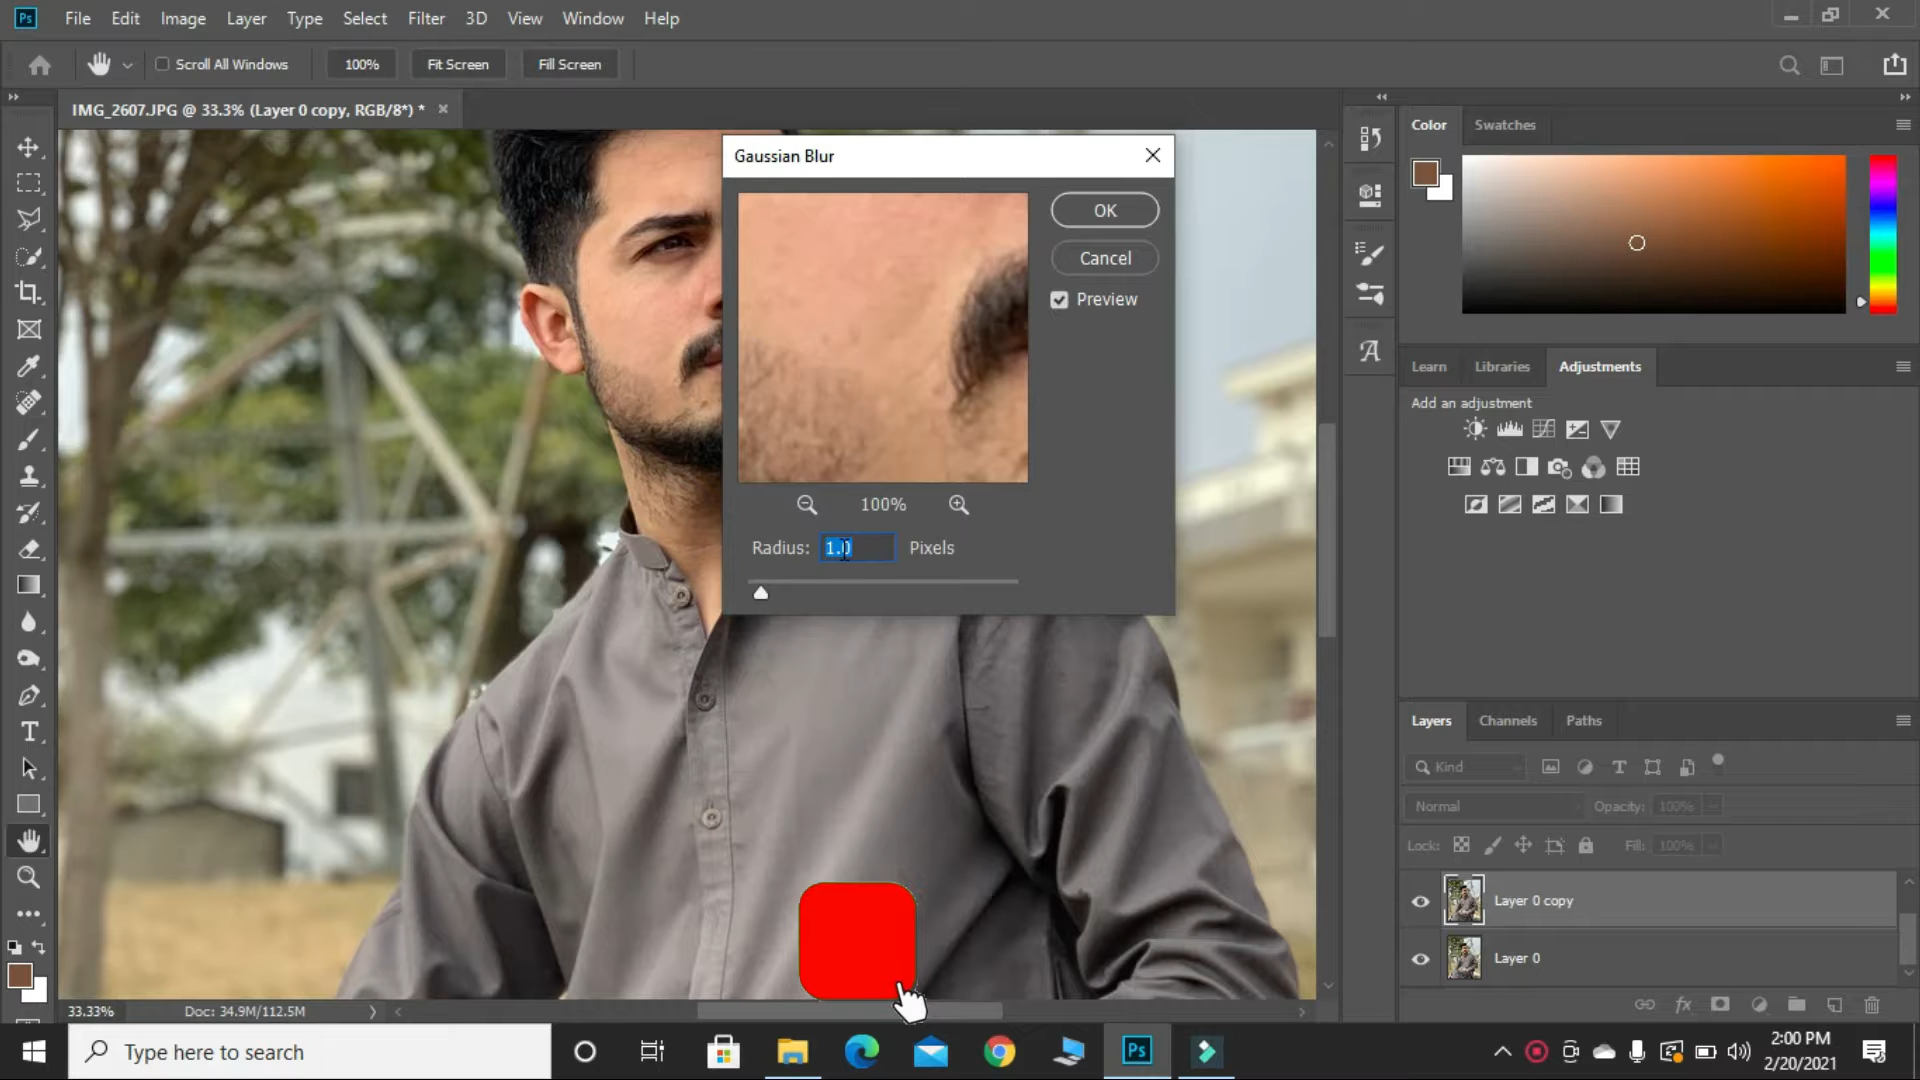 Ps File Edit Image Layer Type Select Filter 3D View Window Help
Scroll All Windows 100% Fit Screen Fill Screen
IMG_2607.JPG @ 33.3% (Layer 0 copy, RGB/8*) *
Gaussian Blur
OK
Cancel
Preview
100%
Radius: 1.0 Pixels
Color Swatches
Learn Libraries Adjustments
Add an adjustment
Layers Channels Paths
Kind
Normal Opacity: 100%
Lock: Fill: 100%
Layer 0 copy
Layer 0
fx
33.33% Doc: 34.9M/112.5M
Type here to search
Ps
2:00 PM
2/20/2021